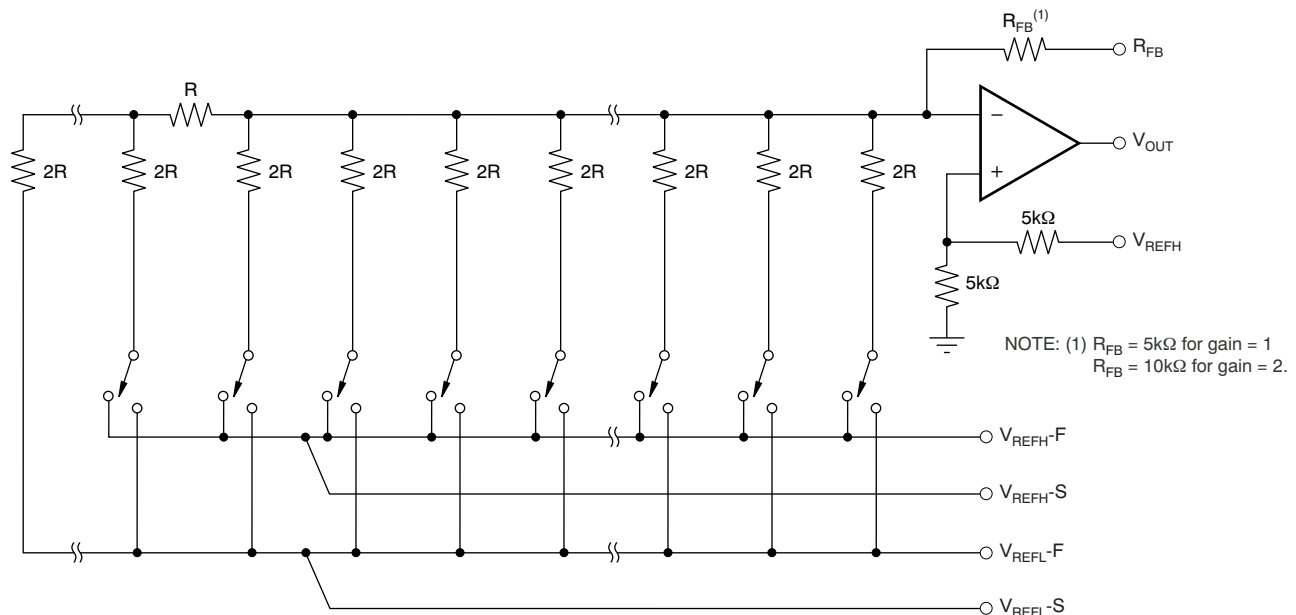 R_FB^(1)
R_FB
R
2R
2R
2R
2R
2R
2R
2R
2R
2R
−
+
V_OUT
5kΩ
V_REFH
5kΩ
NOTE: (1) R_FB = 5kΩ for gain = 1
R_FB = 10kΩ for gain = 2.
V_REFH-F
V_REFH-S
V_REFL-F
V_REFL-S